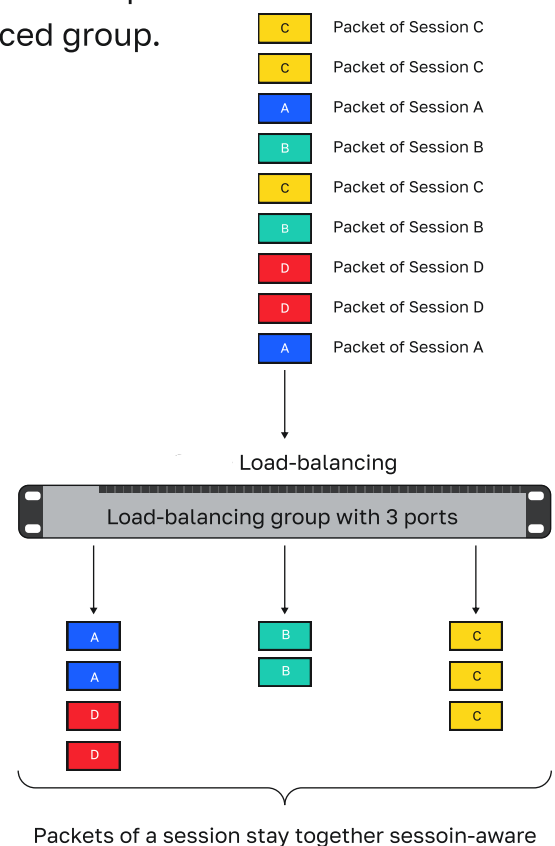 ced group.
C Packet of Session C
C Packet of Session C
A Packet of Session A
B Packet of Session B
C Packet of Session C
B Packet of Session B
D Packet of Session D
D Packet of Session D
A Packet of Session A
Load-balancing
Load-balancing group with 3 ports
A B C
A B C
D C
D
Packets of a session stay together sessoin-aware